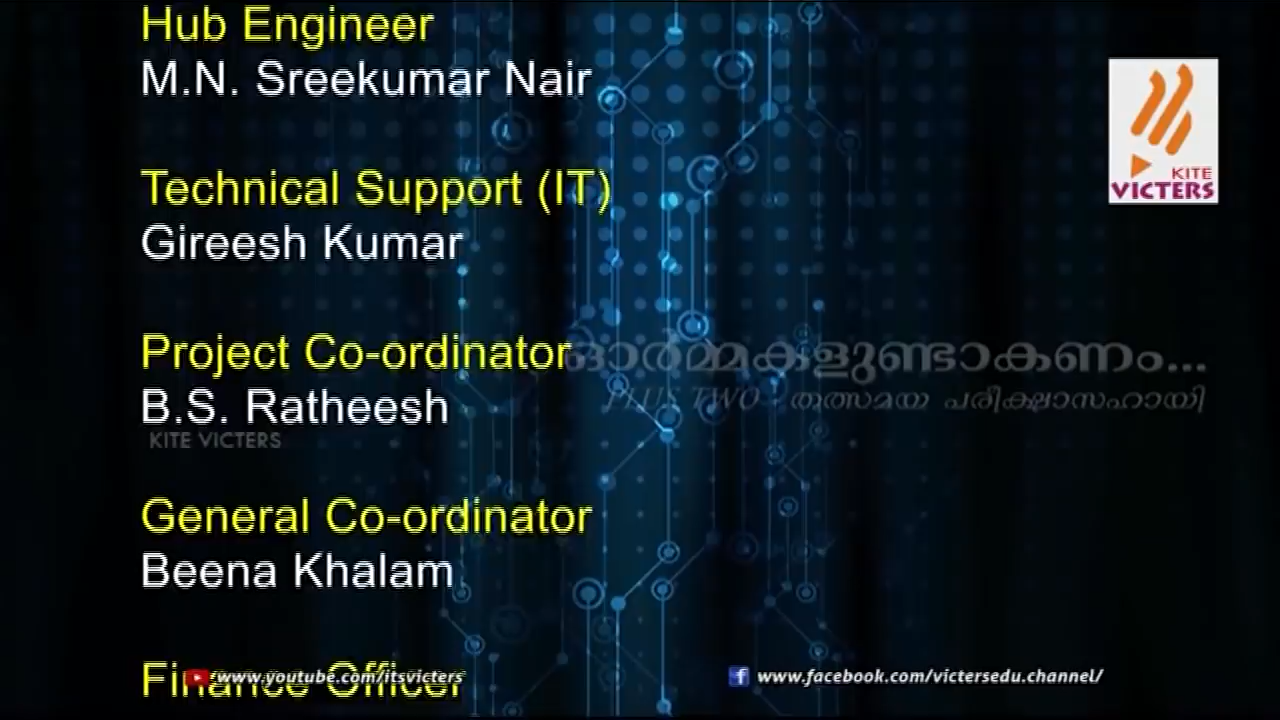 Hub Engineer
M.N. Sreekumar Nair
KITE
VICTERS
Technical Support (IT)
Gireesh Kumar
Project Co-ordinator
B.S. Ratheesh
ഓർമ്മകളുണ്ടാകണം...
PLUS TWO - തത്സമയ പരീക്ഷാസഹായി
KITE VICTERS
General Co-ordinator
Beena Khalam
Finance Officer
www.youtube.com/itsvicters
www.facebook.com/victersedu.channel/